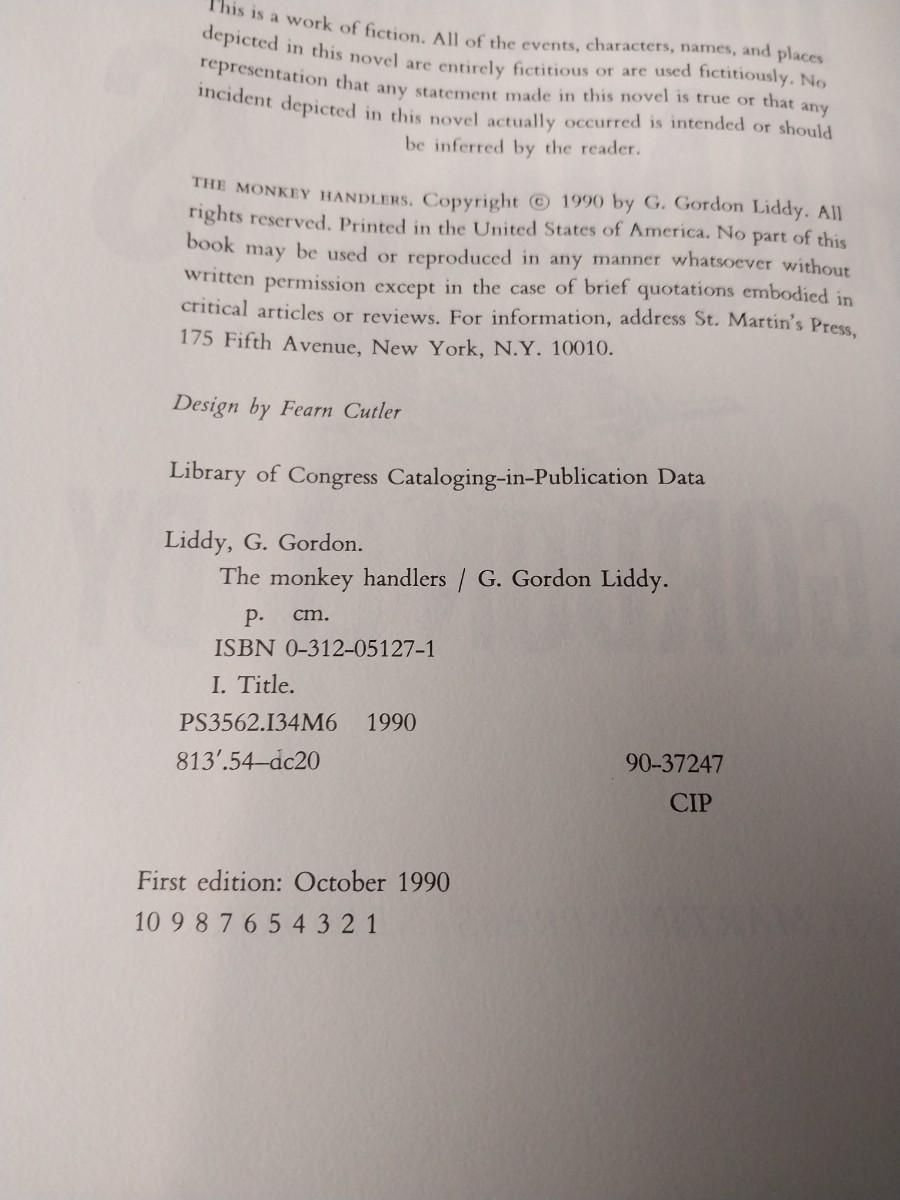 This is a work of fiction. All of the events, characters, names, and places
depicted in this novel are entirely fictitious or are used fictitiously. No
representation that any statement made in this novel is true or that any
incident depicted in this novel actually occurred is intended or should
be inferred by the reader.
THE MONKEY HANDLERS. Copyright © 1990 by G. Gordon Liddy. All
rights reserved. Printed in the United States of America. No part of this
book may be used or reproduced in any manner whatsoever without
written permission except in the case of brief quotations embodied in
critical articles or reviews. For information, address St. Martin's Press,
175 Fifth Avenue, New York, N.Y. 10010.
Design by Fearn Cutler
Library of Congress Cataloging-in-Publication Data
Liddy, G. Gordon.
The monkey handlers / G. Gordon Liddy.
p. cm.
ISBN 0-312-05127-1
I. Title.
PS3562.I34M6 1990
813'.54—dc20 90-37247
CIP
First edition: October 1990
10 9 8 7 6 5 4 3 2 1